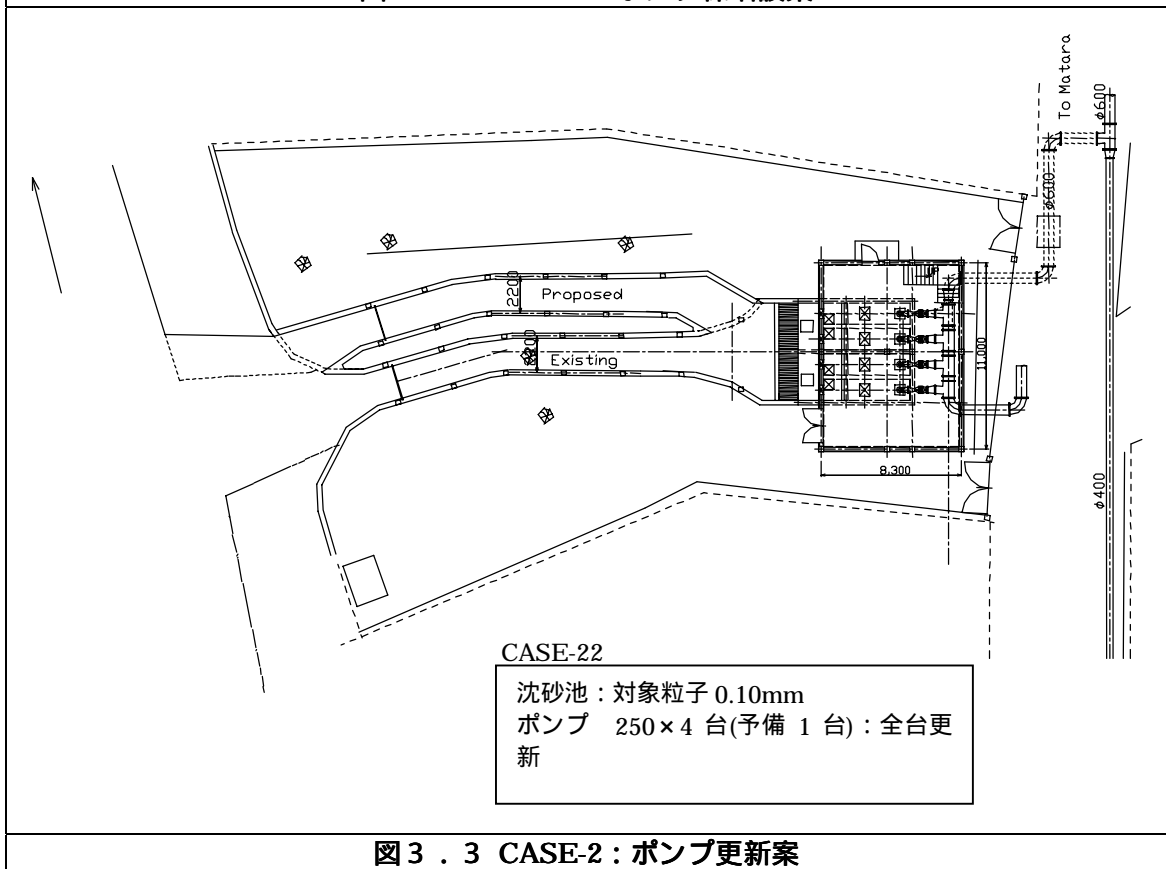 To Matara
φ600
φ600
2200
Proposed
Existing
11.000
8.300
φ400
CASE-22
沈砂池：対象粒子 0.10mm
ポンプ 250×4 台(予備 1 台)：全台更
新
図３．３ CASE-2：ポンプ更新案